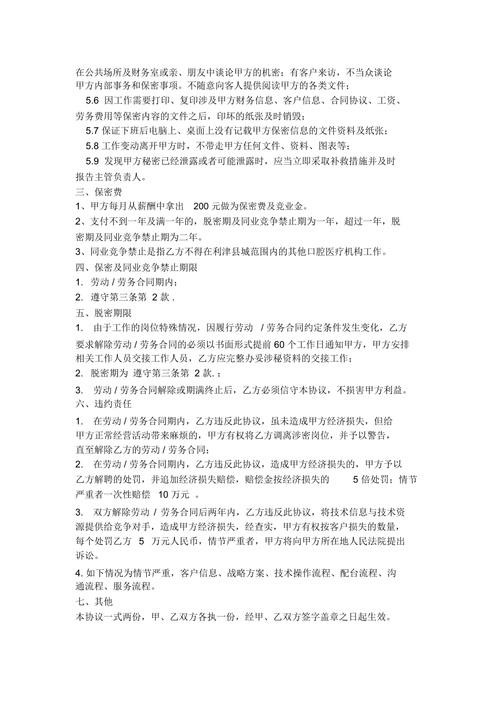 在公共场所及财务室或亲、朋友中谈论甲方的机密；有客户来访，不当众谈论
甲方内部事务和保密事项。不随意向客人提供阅读甲方的各类文件；
5.6 因工作需要打印、复印涉及甲方财务信息、客户信息、合同协议、工资、
劳务费用等保密内容的文件之后，印坏的纸张及时销毁；
5.7 保证下班后电脑上、桌面上没有记载甲方保密信息的文件资料及纸张；
5.8 工作变动离开甲方时，不带走甲方任何文件、资料、图表等；
5.9 发现甲方秘密已经泄露或者可能泄露时，应当立即采取补救措施并及时
报告主管负责人。
三、保密费
1、甲方每月从薪酬中拿出 200 元做为保密费及竞业金。
2、支付不到一年及满一年的，脱密期及同业竞争禁止期为一年，超过一年，脱
密期及同业竞争禁止期为二年。
3、同业竞争禁止是指乙方不得在利津县城范围内的其他口腔医疗机构工作。
四、保密及同业竞争禁止期限
1. 劳动 / 劳务合同期内；
2. 遵守第三条第 2 款 .
五、脱密期限
1. 由于工作的岗位特殊情况，因履行劳动 / 劳务合同约定条件发生变化，乙方
要求解除劳动 / 劳务合同的必须以书面形式提前 60 个工作日通知甲方，甲方安排
相关工作人员交接工作人员，乙方应完整办妥涉秘资料的交接工作；
2. 脱密期为 遵守第三条第 2 款 . ；
3. 劳动 / 劳务合同解除或期满终止后，乙方必须信守本协议，不损害甲方利益。
六、违约责任
1. 在劳动 / 劳务合同期内，乙方违反此协议，虽未造成甲方经济损失，但给
甲方正常经营活动带来麻烦的，甲方有权将乙方调离涉密岗位，并予以警告，
直至解除乙方的劳动 / 劳务合同；
2. 在劳动 / 劳务合同期内，乙方违反此协议，造成甲方经济损失的，甲方予以
乙方解聘的处罚，并追加经济损失赔偿，赔偿金按经济损失的 5 倍处罚；情节
严重者一次性赔偿 10 万元 。
3. 双方解除劳动 / 劳务合同后两年内，乙方违反此协议，将技术信息与技术资
源提供给竞争对手，造成甲方经济损失，经查实，甲方有权按客户损失的数量，
每个处罚乙方 5 万元人民币，情节严重者，甲方将向甲方所在地人民法院提出
诉讼。
4. 如下情况为情节严重，客户信息、战略方案、技术操作流程、配台流程、沟
通流程、服务流程。
七、其他
本协议一式两份，甲、乙双方各执一份，经甲、乙双方签字盖章之日起生效。